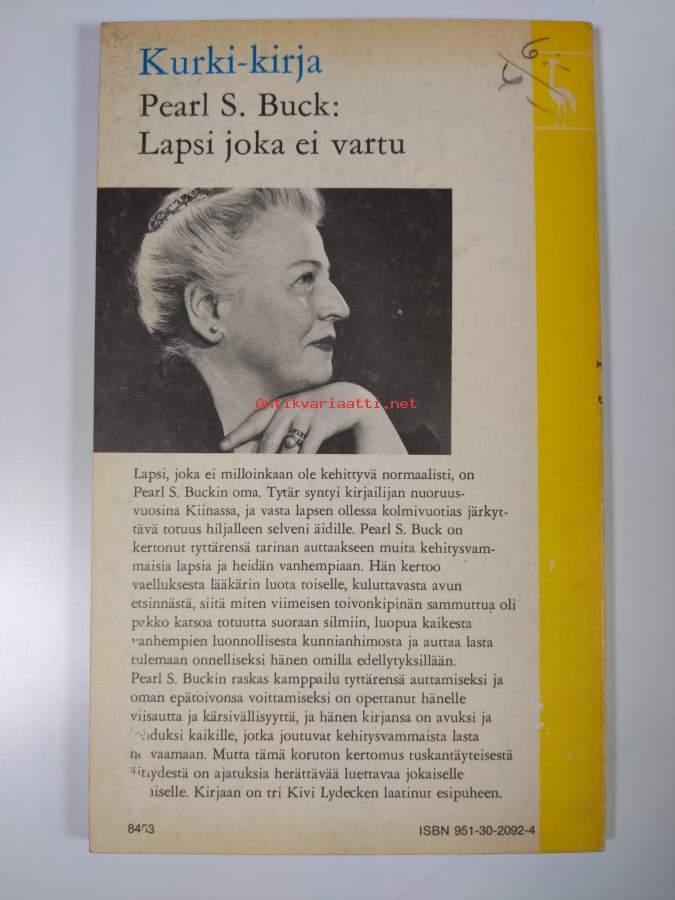 Kurki-kirja
Pearl S. Buck:
Lapsi joka ei vartu
6
6
Antikvariaatti.net
Lapsi, joka ei milloinkaan ole kehittyvä normaalisti, on
Pearl S. Buckin oma. Tytär syntyi kirjailijan nuoruus-
vuosina Kiinassa, ja vasta lapsen ollessa kolmivuotias järkyt-
tävä totuus hiljalleen selveni äidille. Pearl S. Buck on
kertonut tyttärensä tarinan auttaakseen muita kehitysvam-
maisia lapsia ja heidän vanhempiaan. Hän kertoo
vaelluksesta lääkärin luota toiselle, kuluttavasta avun
etsinnästä, siitä miten viimeisen toivonkipinän sammuttua oli
pakko katsoa totuutta suoraan silmiin, luopua kaikesta
vanhempien luonnollisesta kunnianhimosta ja auttaa lasta
tulemaan onnelliseksi hänen omilla edellytyksillään.
Pearl S. Buckin raskas kamppailu tyttärensä auttamiseksi ja
oman epätoivonsa voittamiseksi on opettanut hänelle
viisautta ja kärsivällisyyttä, ja hänen kirjansa on avuksi ja
kaikille, jotka joutuvat kehitysvammaista lasta
Mutta tämä koruton kertomus tuskantäyteisestä
on ajatuksia herättävää luettavaa jokaiselle
Kirjaan on tri Kivi Lydecken laatinut esipuheen.
ISBN 951-30-2092-4